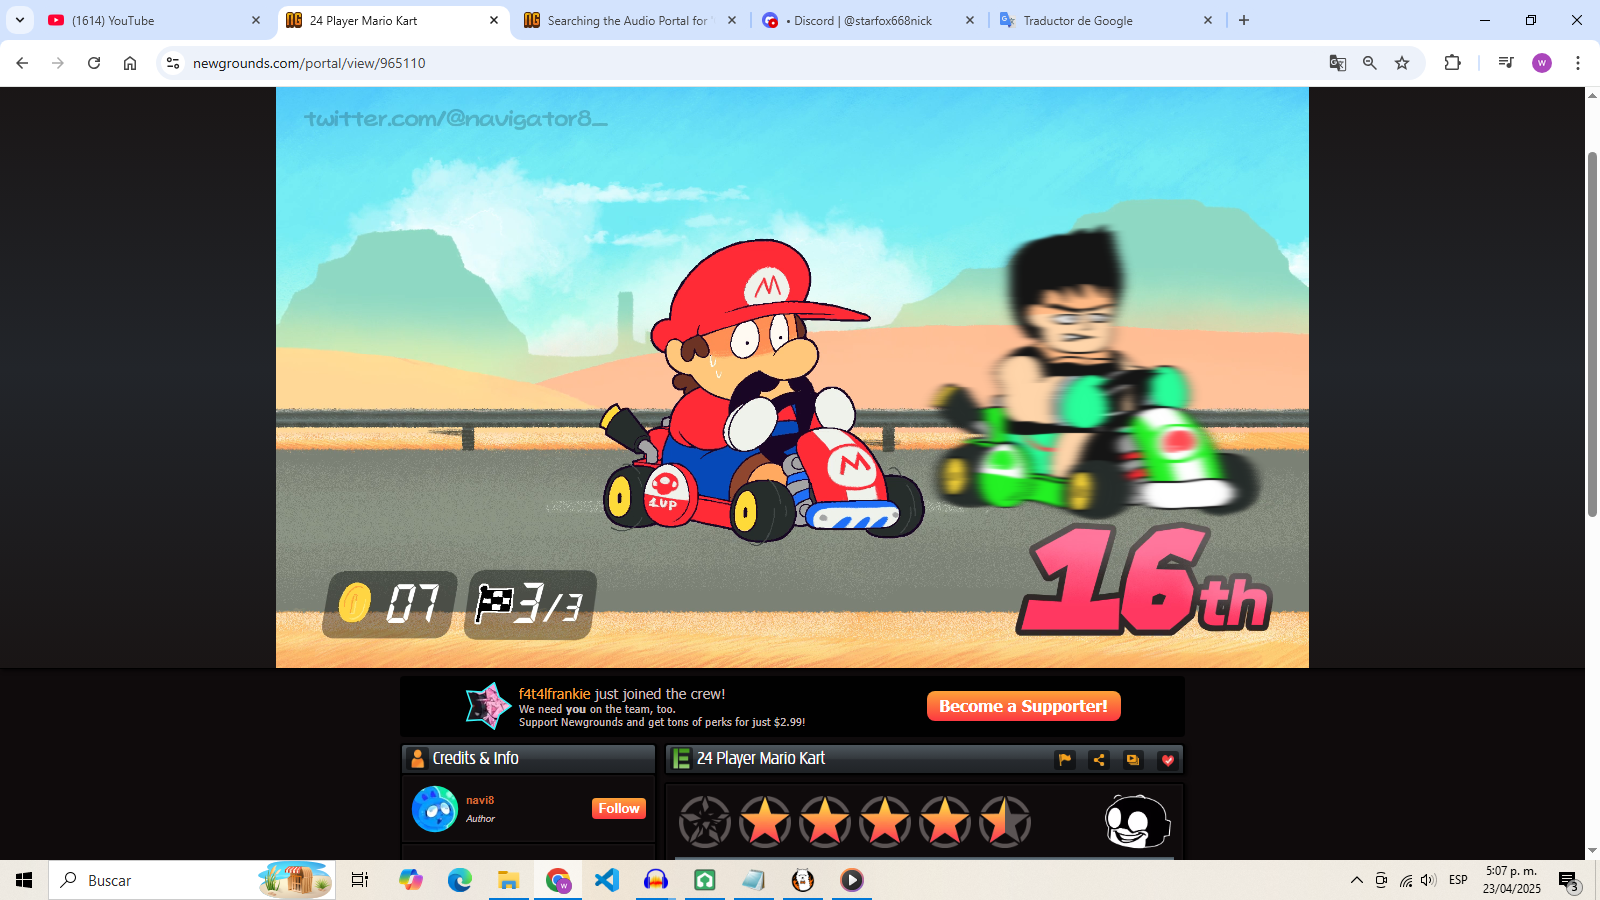 (1614) YouTube
24 Player Mario Kart
Searching the Audio Portal for '
• Discord | @starfox668nick
Traductor de Google
newgrounds.com/portal/view/965110
w
twitter.com/@navigator8_
M
M
1UP
07
3/3
16th
f4t4lfrankie just joined the crew!
We need you on the team, too.
Support Newgrounds and get tons of perks for just $2.99!
Become a Supporter!
Credits & Info
E
24 Player Mario Kart
navi8
Author
Follow
Buscar
ESP
5:07 p. m.
23/04/2025
3